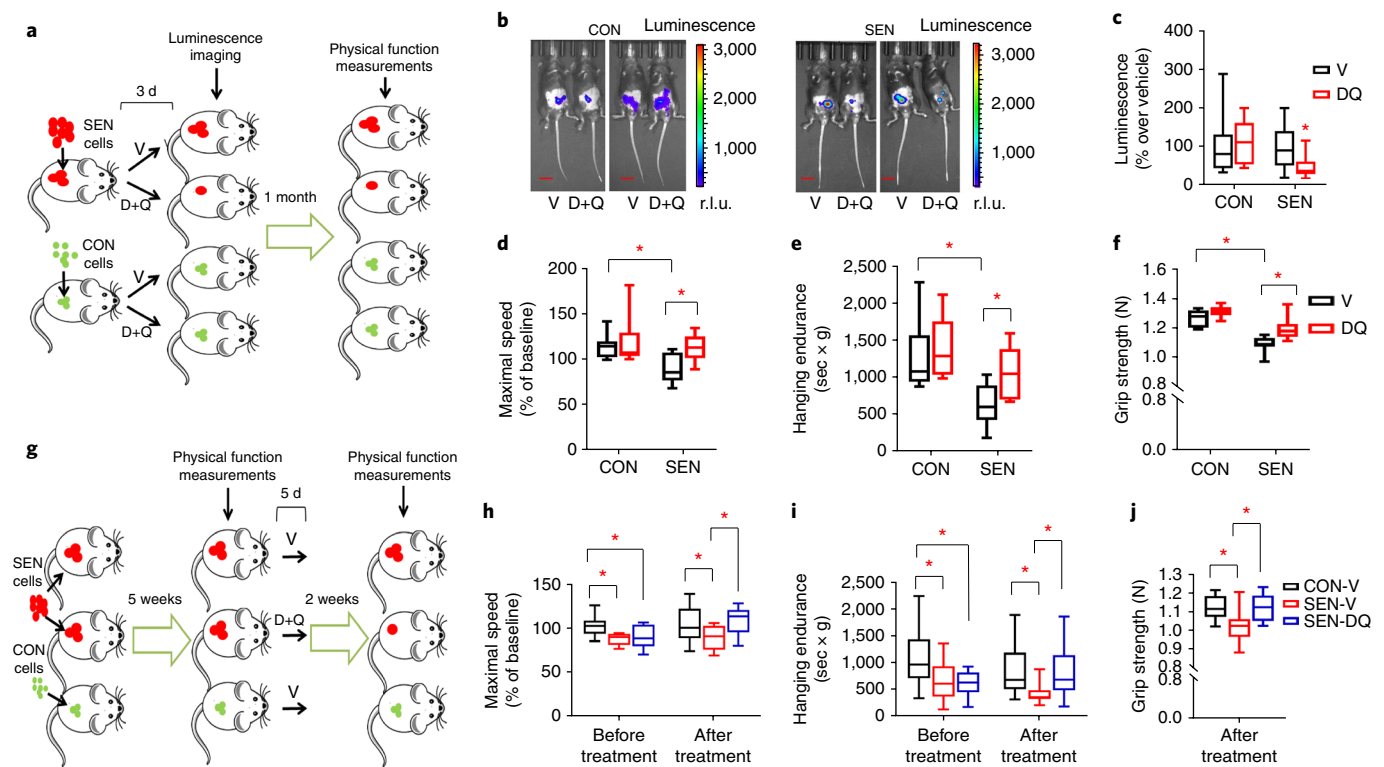 a
Luminescence
imaging
Physical function
measurements
3 d
SEN
cells
V
D+Q
1 month
CON
cells
V
D+Q
b
CON
Luminescence
3,000
2,000
1,000
V D+Q V D+Q r.l.u.
SEN
Luminescence
3,000
2,000
1,000
V D+Q V D+Q r.l.u.
c
Luminescence
(% over vehicle)
400
300
200
100
0
*
CON SEN
V
DQ
d
Maximal speed
(% of baseline)
200
150
100
50
0
*
*
CON SEN
e
Hanging endurance
(sec × g)
2,500
2,000
1,500
1,000
500
0
*
*
CON SEN
f
Grip strength (N)
1.6
1.4
1.2
1.0
0.8
0.8
0.0
*
*
CON SEN
V
DQ
g
Physical function
measurements
Physical function
measurements
5 d
V
SEN
cells
5 weeks
D+Q
2 weeks
CON
cells
V
h
Maximal speed
(% of baseline)
150
100
50
0
*
*
*
*
Before
treatment
After
treatment
i
Hanging endurance
(sec × g)
2,500
2,000
1,500
1,000
500
0
*
*
*
*
Before
treatment
After
treatment
j
Grip strength (N)
1.3
1.2
1.1
1.0
0.9
0.8
0.8
0.0
*
*
After
treatment
CON-V
SEN-V
SEN-DQ